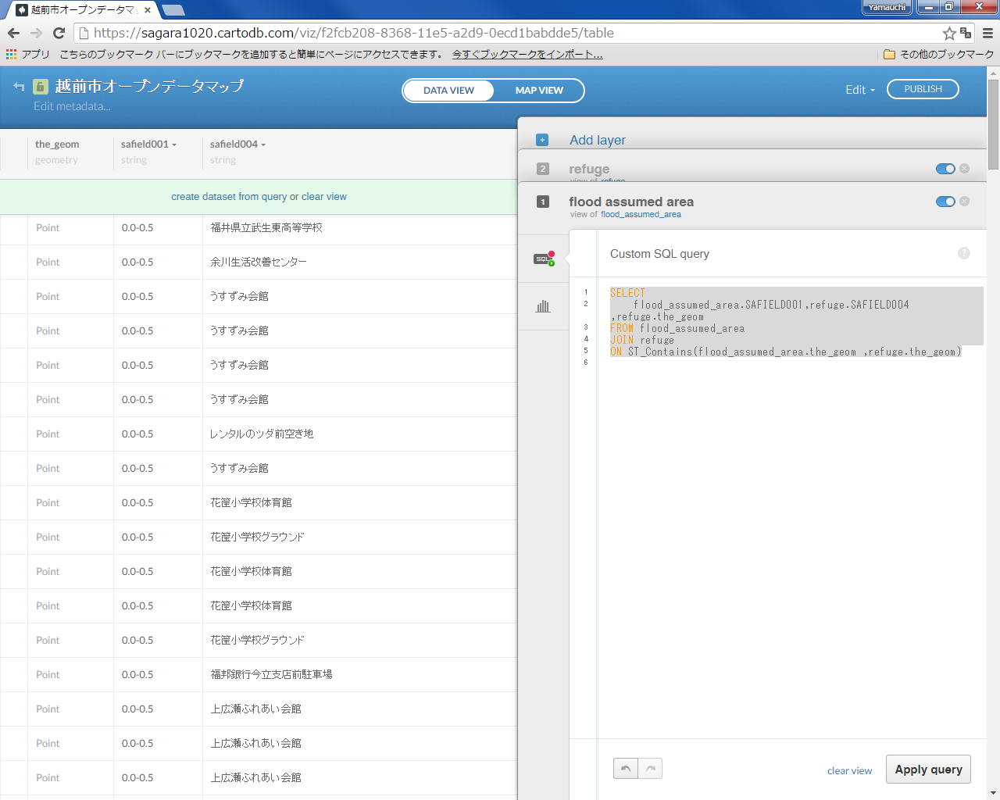 越前市オープンデータマッ
Yamauchi
https://sagara1020.cartodb.com/viz/f2fcb208-8368-11e5-a2d9-0ecd1babdde5/table
アプリ こちらのブックマーク バーにブックマークを追加すると簡単にページにアクセスできます。 今すぐブックマークをインポート... その他のブックマーク
越前市オープンデータマップ
Edit metadata...
DATA VIEW MAP VIEW
Edit PUBLISH
the_geom safield001 safield004
geometry string string
create dataset from query or clear view
Point 0.0-0.5 福井県立武生東高等学校
Point 0.0-0.5 余川生活改善センター
Point 0.0-0.5 うすずみ会館
Point 0.0-0.5 うすずみ会館
Point 0.0-0.5 うすずみ会館
Point 0.0-0.5 うすずみ会館
Point 0.0-0.5 レンタルのツダ前空き地
Point 0.0-0.5 うすずみ会館
Point 0.0-0.5 花筐小学校体育館
Point 0.0-0.5 花筐小学校グラウンド
Point 0.0-0.5 花筐小学校体育館
Point 0.0-0.5 花筐小学校体育館
Point 0.0-0.5 花筐小学校グラウンド
Point 0.0-0.5 福邦銀行今立支店前駐車場
Point 0.0-0.5 上広瀬ふれあい会館
Point 0.0-0.5 上広瀬ふれあい会館
Point 0.0-0.5 上広瀬ふれあい会館
Add layer
2 refuge
view of refuge
1 flood assumed area
view of flood_assumed_area
SQL
Custom SQL query
?
1 SELECT
2 flood_assumed_area.SAFIELD001,refuge.SAFIELD004
,refuge.the_geom
3 FROM flood_assumed_area
4 JOIN refuge
5 ON ST_Contains(flood_assumed_area.the_geom ,refuge.the_geom)
6
clear view Apply query